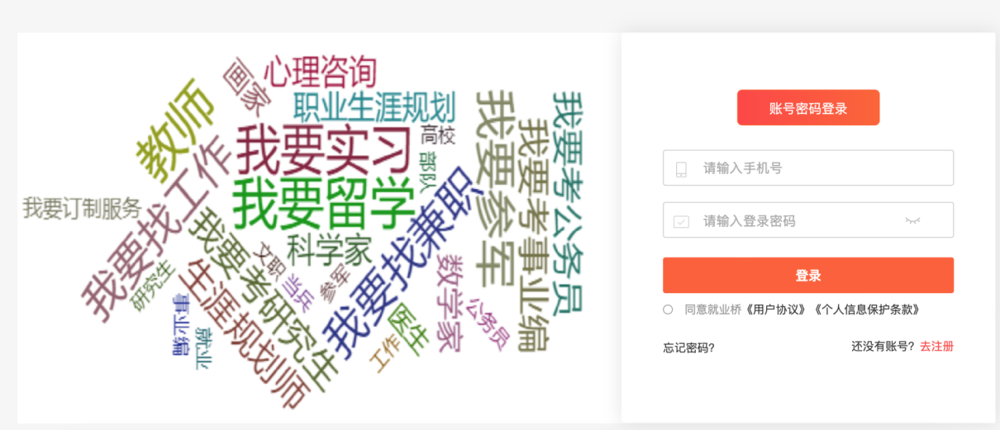 心理咨询
画家
职业生涯规划
教师
我要实习
高校
部队
我要找工作
我要留学
我要参军
我要考事业编
我要考公务员
我要订制服务
我要找兼职
我要考研究生
科学家
文职
当兵
参军
数学家
研究生
生涯规划师
事业编
就业
医生
公务员
工作
账号密码登录
请输入手机号
请输入登录密码
登录
同意就业桥《用户协议》《个人信息保护条款》
忘记密码?
还没有账号? 去注册